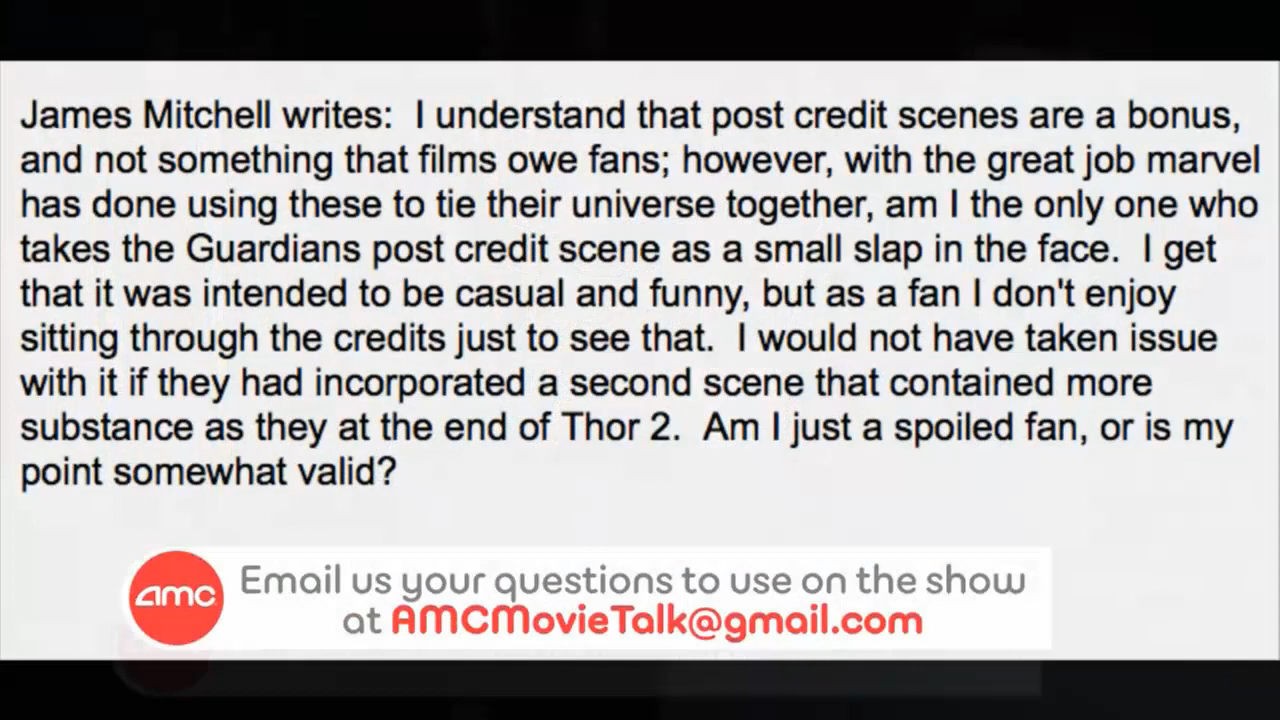 James Mitchell writes:  I understand that post credit scenes are a bonus,
and not something that films owe fans; however, with the great job marvel
has done using these to tie their universe together, am I the only one who
takes the Guardians post credit scene as a small slap in the face.  I get
that it was intended to be casual and funny, but as a fan I don't enjoy
sitting through the credits just to see that.  I would not have taken issue
with it if they had incorporated a second scene that contained more
substance as they at the end of Thor 2.  Am I just a spoiled fan, or is my
point somewhat valid?
amc
Email us your questions to use on the show
at AMCMovieTalk@gmail.com